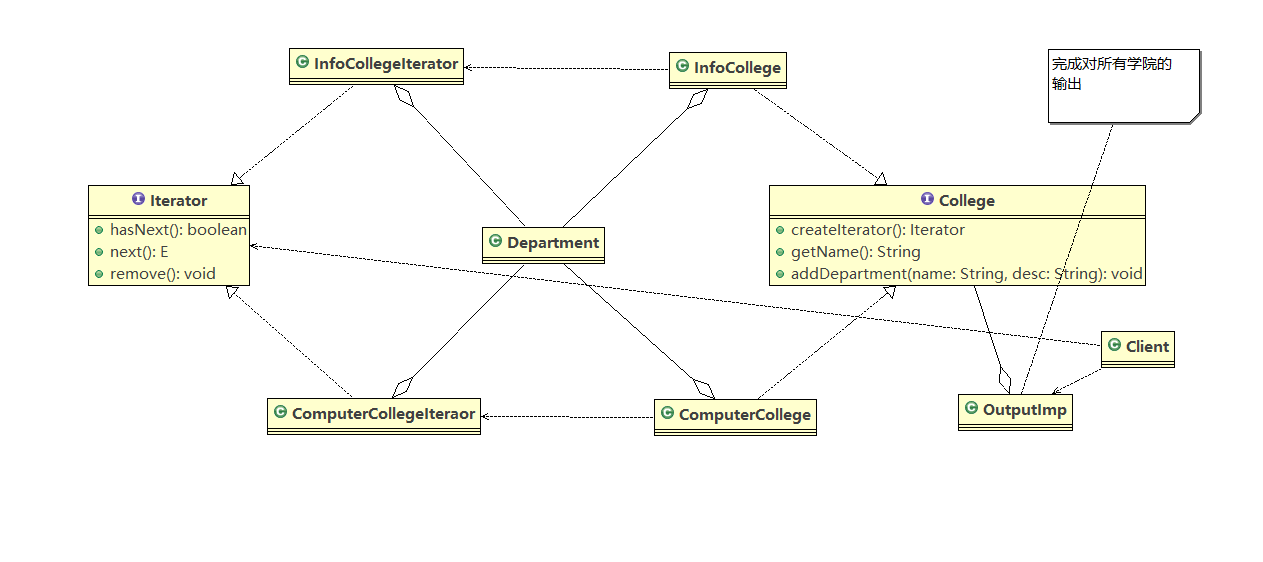 InfoCollegeIterator
InfoCollege
完成对所有学院的
输出
Iterator
hasNext(): boolean
next(): E
remove(): void
College
createIterator(): Iterator
getName(): String
addDepartment(name: String, desc: String): void
Department
Client
ComputerCollegeIteraor
ComputerCollege
OutputImp